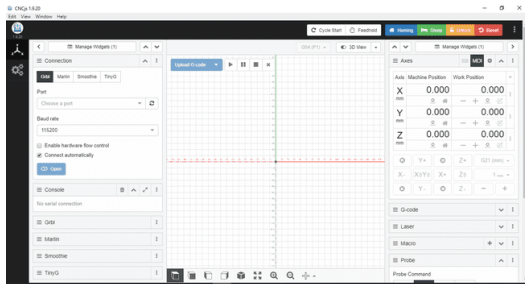 CNCjs 1.9.20
Edit View Window Help
Cycle Start
Feedhold
Homing
Sleep
Unlock
Reset
Manage Widgets (1)
G54 (P1)
3D View
Manage Widgets (1)
Connection
Grbl
Marlin
Smoothie
TinyG
Port
Choose a port
Baud rate
115200
Enable hardware flow control
Connect automatically
Open
Console
No serial connection
Grbl
Marlin
Smoothie
TinyG
Upload G-code
Axes
MDI
Axis Machine Position Work Position
X 0.000 0.000
mm
Y 0.000 0.000
mm
Z 0.000 0.000
mm
Y+ Z+
X- X/Y X+ Z
Y- Z- − +
G-code
Laser
Macro
Probe
Probe Command